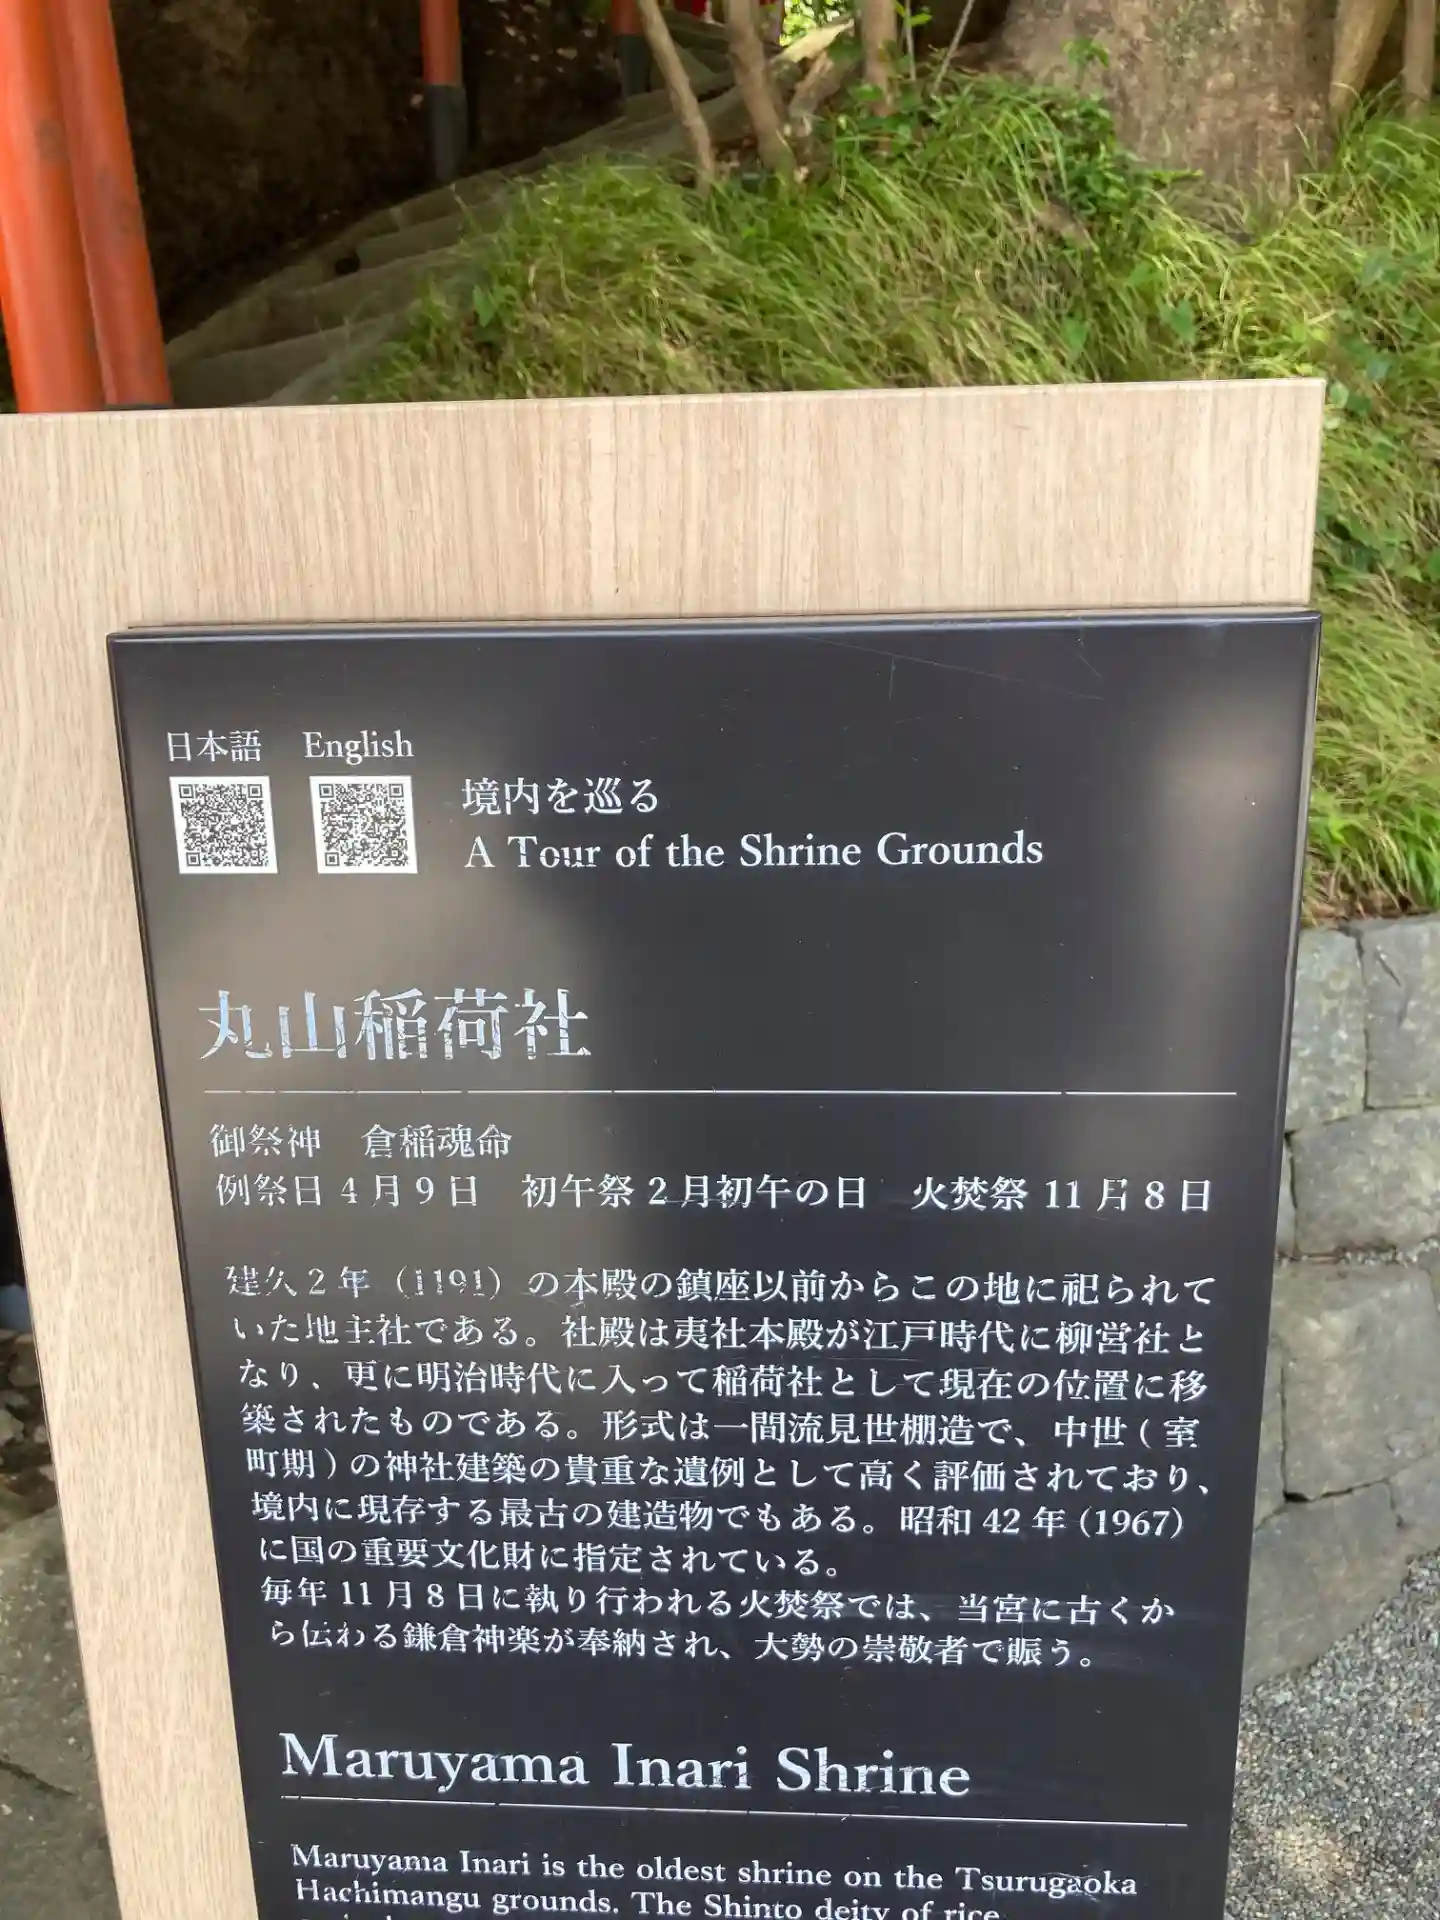 日本語 English
境内を巡る
A Tour of the Shrine Grounds
丸山稲荷社
御祭神　倉稲魂命
例祭日 4 月 9 日　初午祭 2 月初午の日　火焚祭 11 月 8 日
建久 2 年（1191）の本殿の鎮座以前からこの地に祀られて
いた地主社である。社殿は夷社本殿が江戸時代に柳営社と
なり、更に明治時代に入って稲荷社として現在の位置に移
築されたものである。形式は一間流見世棚造で、中世 ( 室
町期 ) の神社建築の貴重な遺例として高く評価されており、
境内に現存する最古の建造物でもある。昭和 42 年 (1967)
に国の重要文化財に指定されている。
毎年 11 月 8 日に執り行われる火焚祭では、当宮に古くか
ら伝わる鎌倉神楽が奉納され、大勢の崇敬者で賑う。
Maruyama Inari Shrine
Maruyama Inari is the oldest shrine on the Tsurugaoka
Hachimangu grounds. The Shinto deity of rice